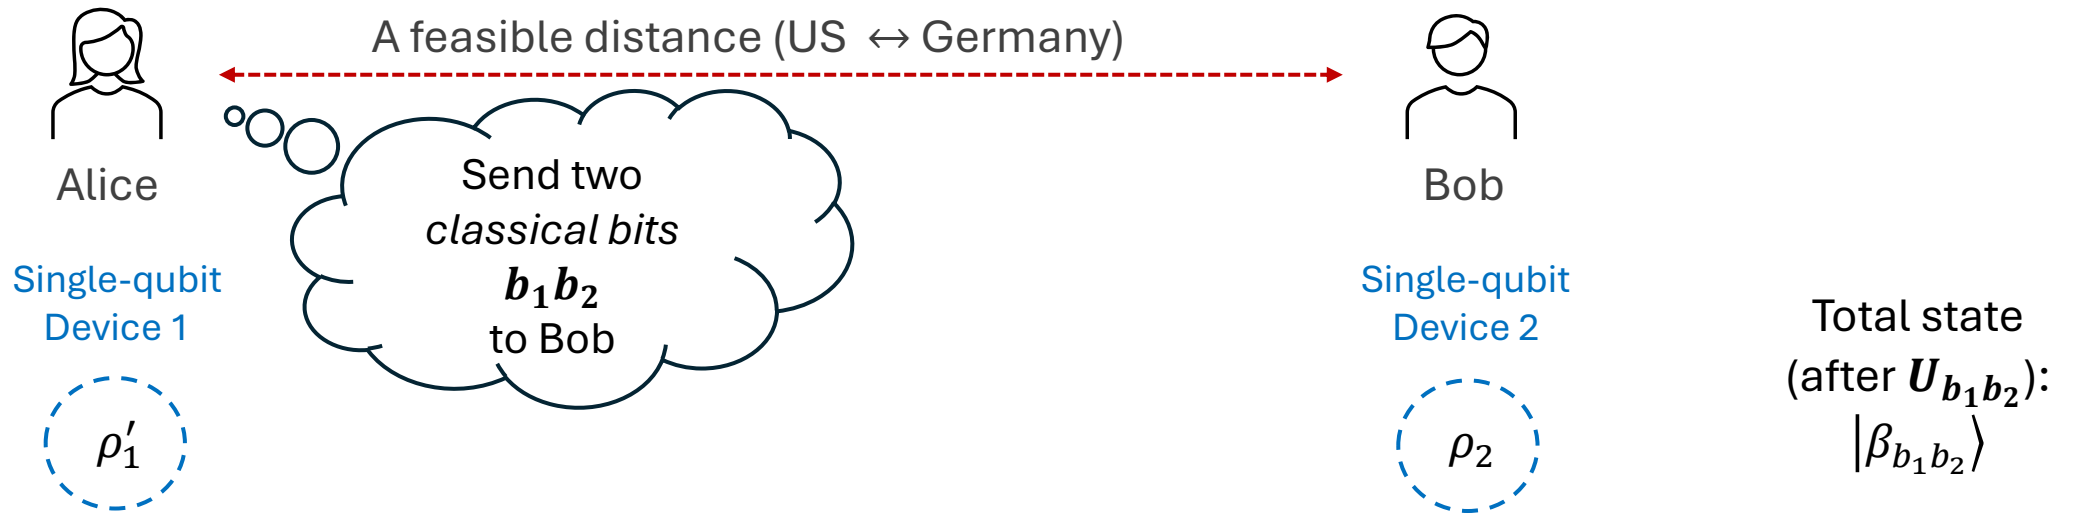 A feasible distance (US ↔ Germany)
Alice
Send two
classical bits
b₁b₂
to Bob
Bob
Single-qubit
Device 1
ρ₁′
Single-qubit
Device 2
ρ₂
Total state
(after U_{b₁b₂}):
|β_{b₁b₂}⟩